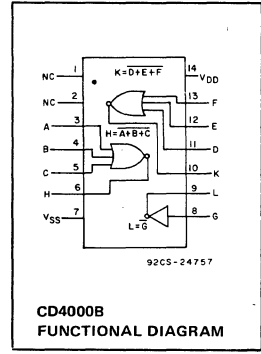 K=D+E+F
NC 1
14 VDD
NC 2
13 F
A 3
12 E
H=A+B+C
B 4
11 D
C 5
10 K
H 6
9 L
VSS 7
8 G
L=G
92CS-24757
CD4000B
FUNCTIONAL DIAGRAM